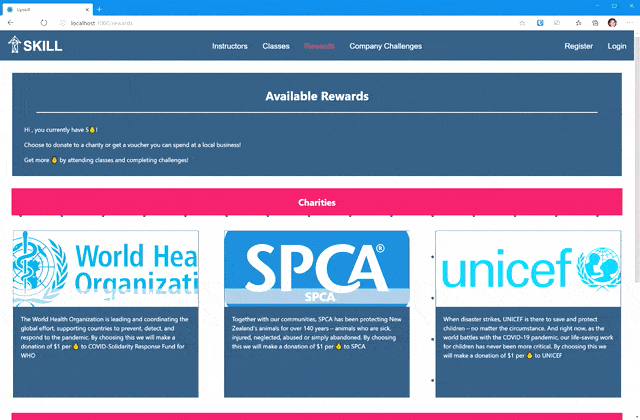 Upskill
localhost:3000/rewards
SKILL
Instructors
Classes
Rewards
Company Challenges
Register
Login
Available Rewards
Hi , you currently have 5 !
Choose to donate to a charity or get a voucher you can spend at a local business!
Get more by attending classes and completing challenges!
Charities
World Hea
Organizati
SPCA®
SPCA
unicef
The World Health Organization is leading and coordinating the
global effort, supporting countries to prevent, detect, and
respond to the pandemic. By choosing this we will make a
donation of $1 per to COVID-Solidarity Response Fund for
WHO
Together with our communities, SPCA has been protecting New
Zealand's animals for over 140 years – animals who are sick,
injured, neglected, abused or simply abandoned. By choosing
this we will make a donation of $1 per to SPCA
When disaster strikes, UNICEF is there to save and protect
children – no matter the circumstance. And right now, as the
world battles with the COVID-19 pandemic, our life-saving work
for children has never been more critical. By choosing this we
will make a donation of $1 per to UNICEF